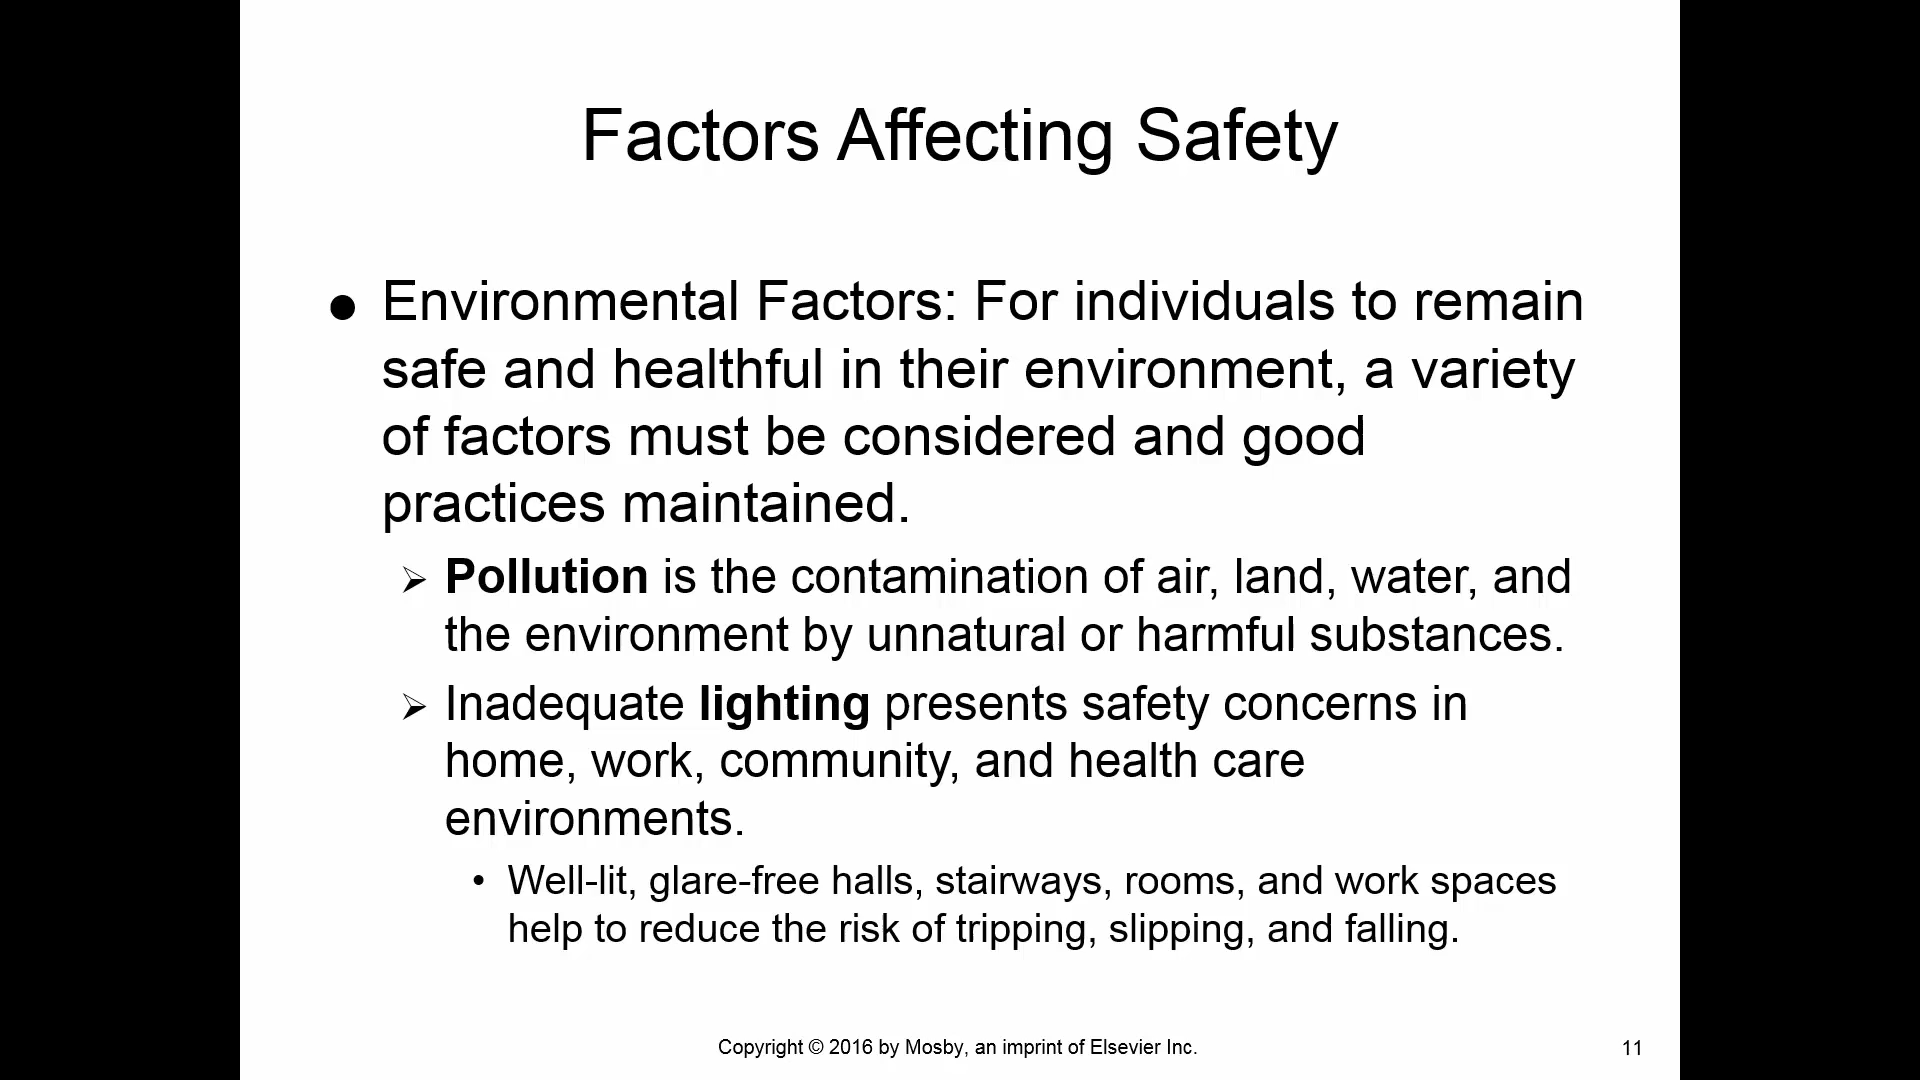 Factors Affecting Safety
● Environmental Factors: For individuals to remain
safe and healthful in their environment, a variety
of factors must be considered and good
practices maintained.
➢ Pollution is the contamination of air, land, water, and
the environment by unnatural or harmful substances.
➢ Inadequate lighting presents safety concerns in
home, work, community, and health care
environments.
• Well-lit, glare-free halls, stairways, rooms, and work spaces
help to reduce the risk of tripping, slipping, and falling.
Copyright © 2016 by Mosby, an imprint of Elsevier Inc.
11